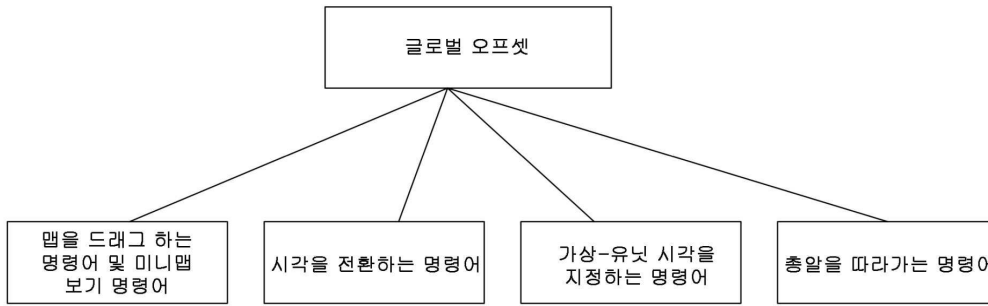 글로벌 오프셋
맵을 드래그 하는
명령어 및 미니맵
보기 명령어
시각을 전환하는 명령어
가상-유닛 시각을
지정하는 명령어
총알을 따라가는 명령어